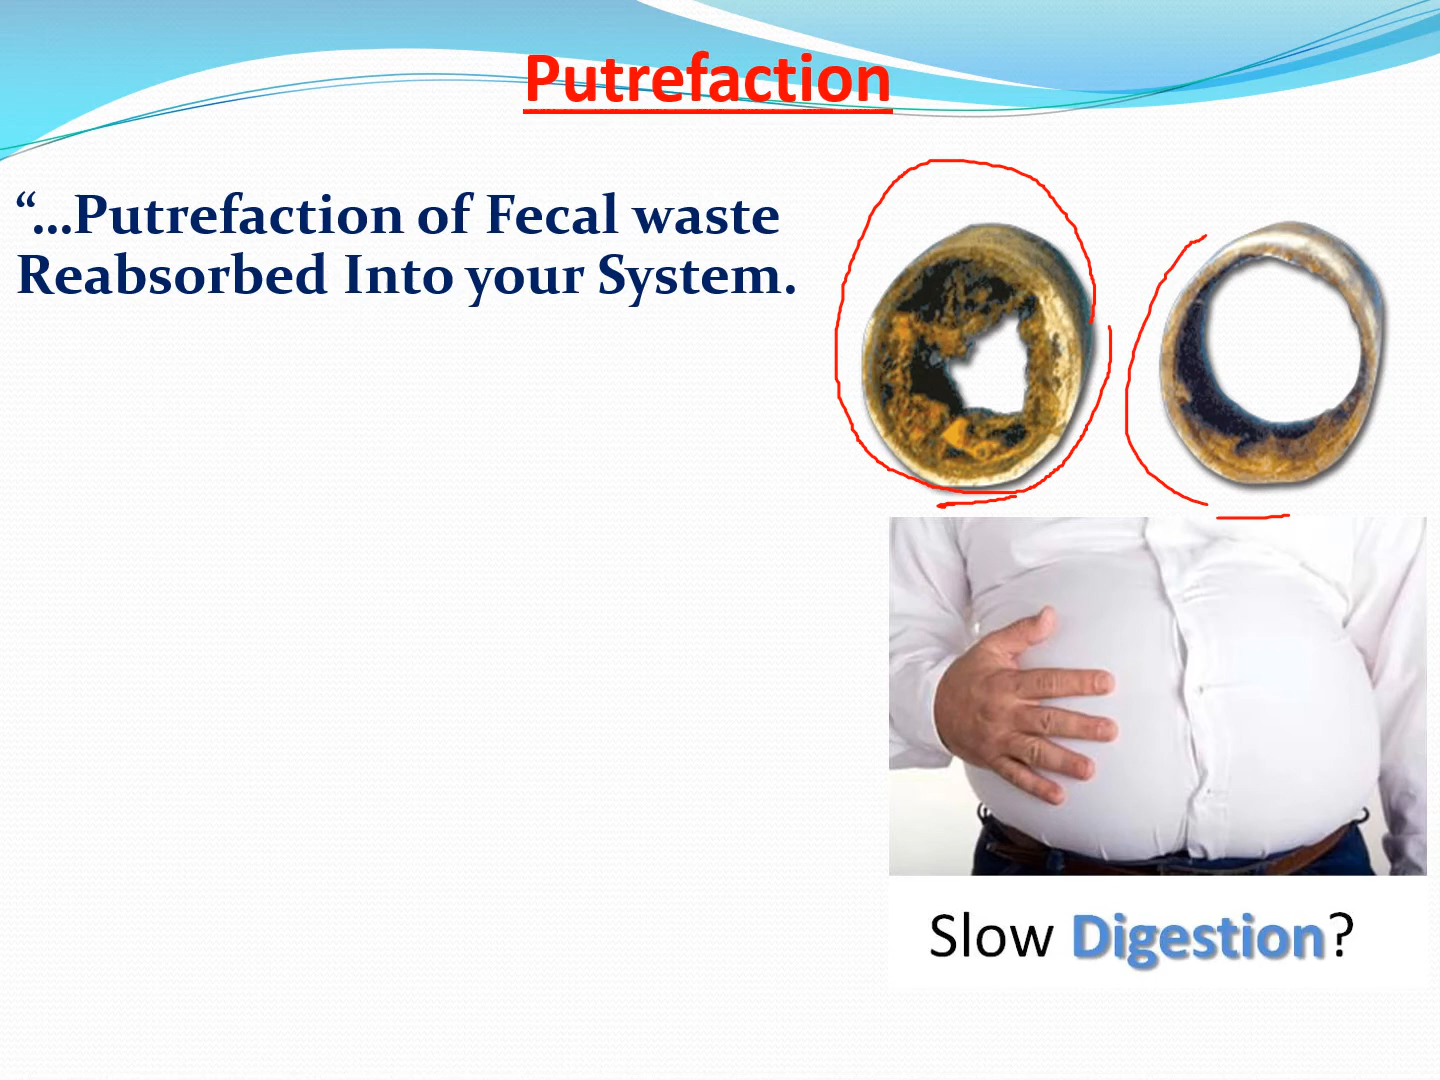 Putrefaction
“...Putrefaction of Fecal waste
Reabsorbed Into your System.
Slow Digestion?